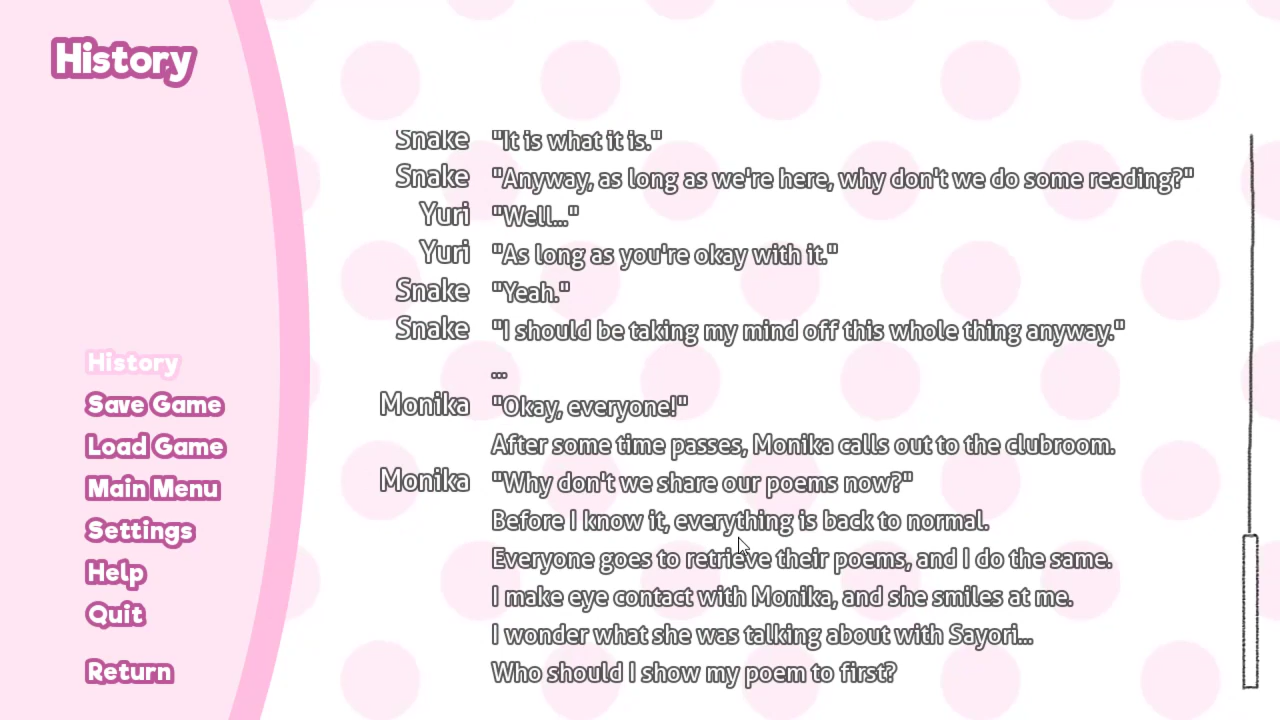 History
Snake "It is what it is."
Snake "Anyway, as long as we're here, why don't we do some reading?"
Yuri "Well..."
Yuri "As long as you're okay with it."
Snake "Yeah."
Snake "I should be taking my mind off this whole thing anyway."
...
Monika "Okay, everyone!"
After some time passes, Monika calls out to the clubroom.
Monika "Why don't we share our poems now?"
Before I know it, everything is back to normal.
Everyone goes to retrieve their poems, and I do the same.
I make eye contact with Monika, and she smiles at me.
I wonder what she was talking about with Sayori...
Who should I show my poem to first?
History
Save Game
Load Game
Main Menu
Settings
Help
Quit
Return